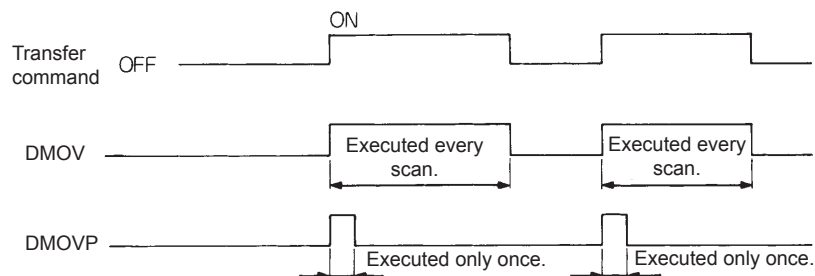 ON
Transfer
command
OFF
DMOV
Executed every
scan.
Executed every
scan.
DMOVP
Executed only once.
Executed only once.